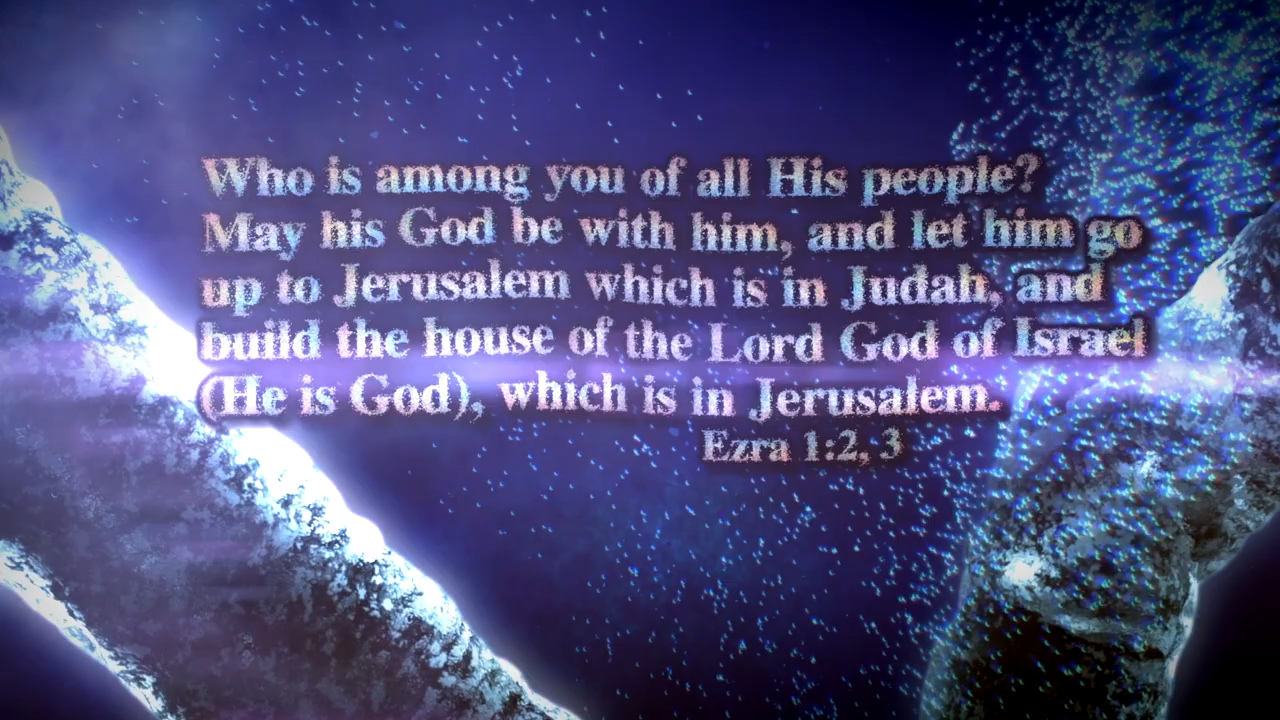 Who is among you of all His people?
May his God be with him, and let him go
up to Jerusalem which is in Judah, and
build the house of the Lord God of Israel
(He is God), which is in Jerusalem.
Ezra 1:2, 3